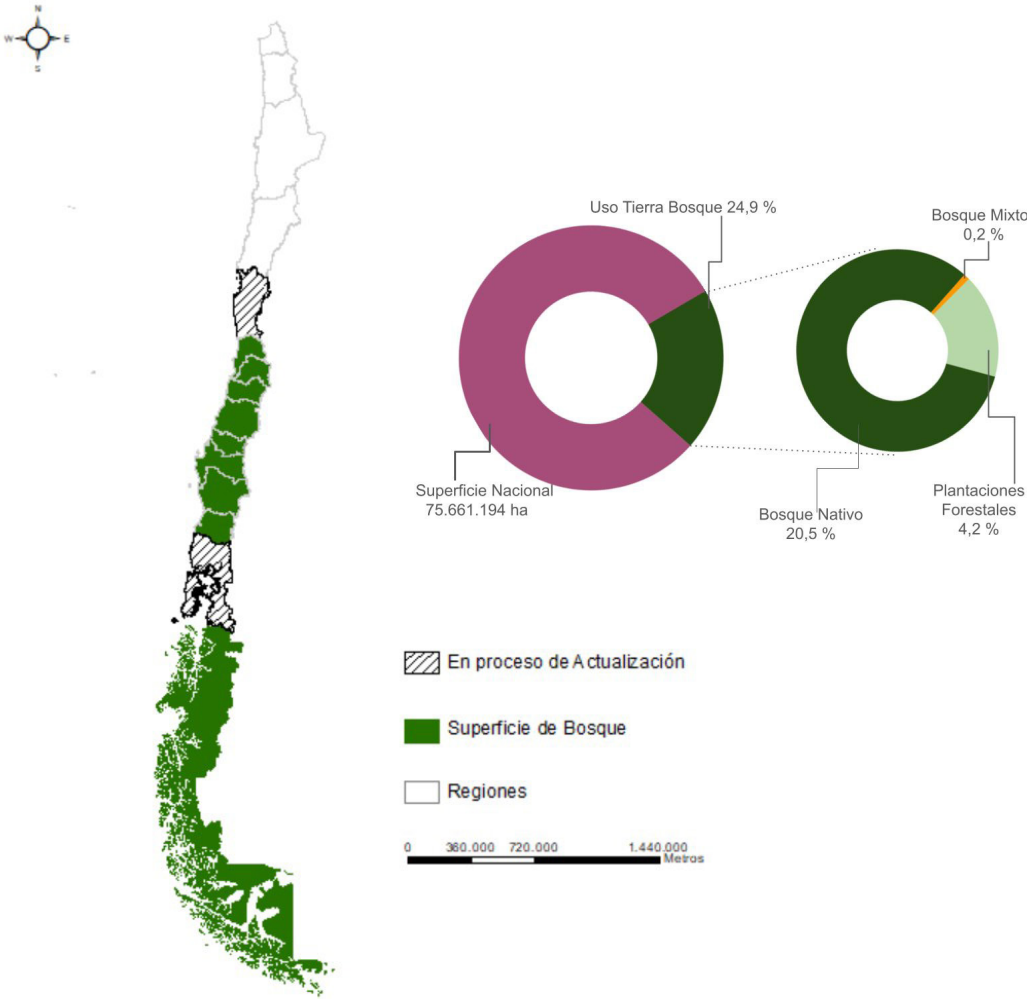 N
W E
S
Uso Tierra Bosque 24,9 %
Bosque Mixto
0,2 %
Superficie Nacional
75.661.194 ha
Bosque Nativo
20,5 %
Plantaciones
Forestales
4,2 %
En proceso de Actualización
Superficie de Bosque
Regiones
0 360.000 720.000 1.440.000
Metros